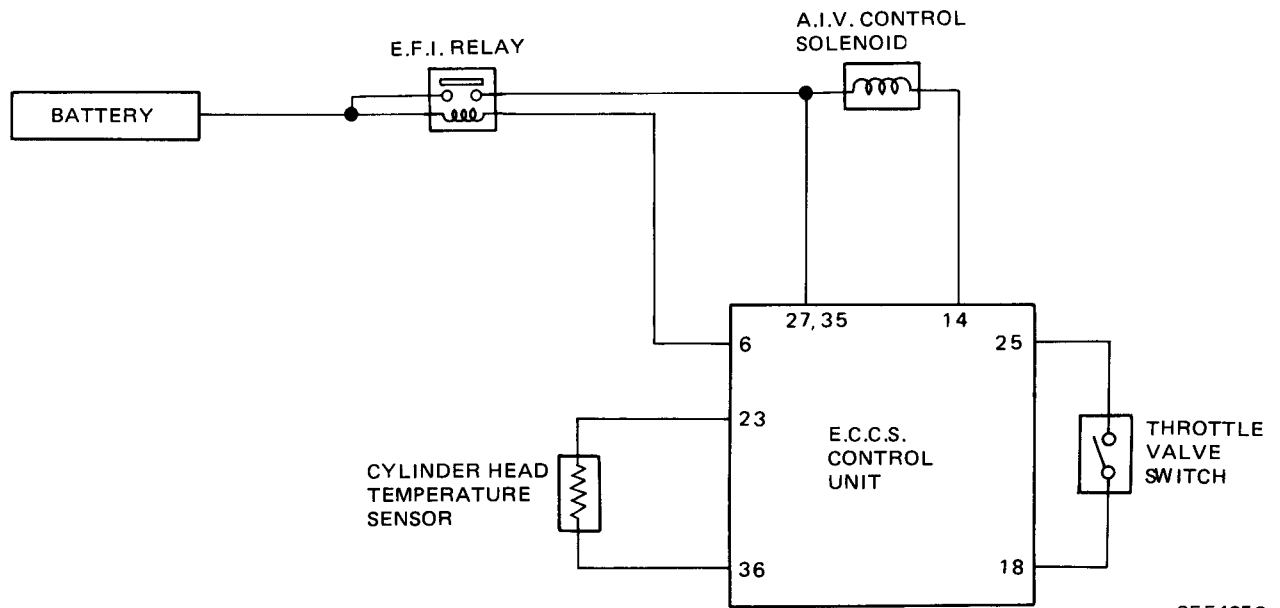 A.I.V. CONTROL
SOLENOID
E.F.I. RELAY
BATTERY
27, 35
14
6
25
23
E.C.C.S.
CONTROL
UNIT
THROTTLE
VALVE
SWITCH
CYLINDER HEAD
TEMPERATURE
SENSOR
36
18